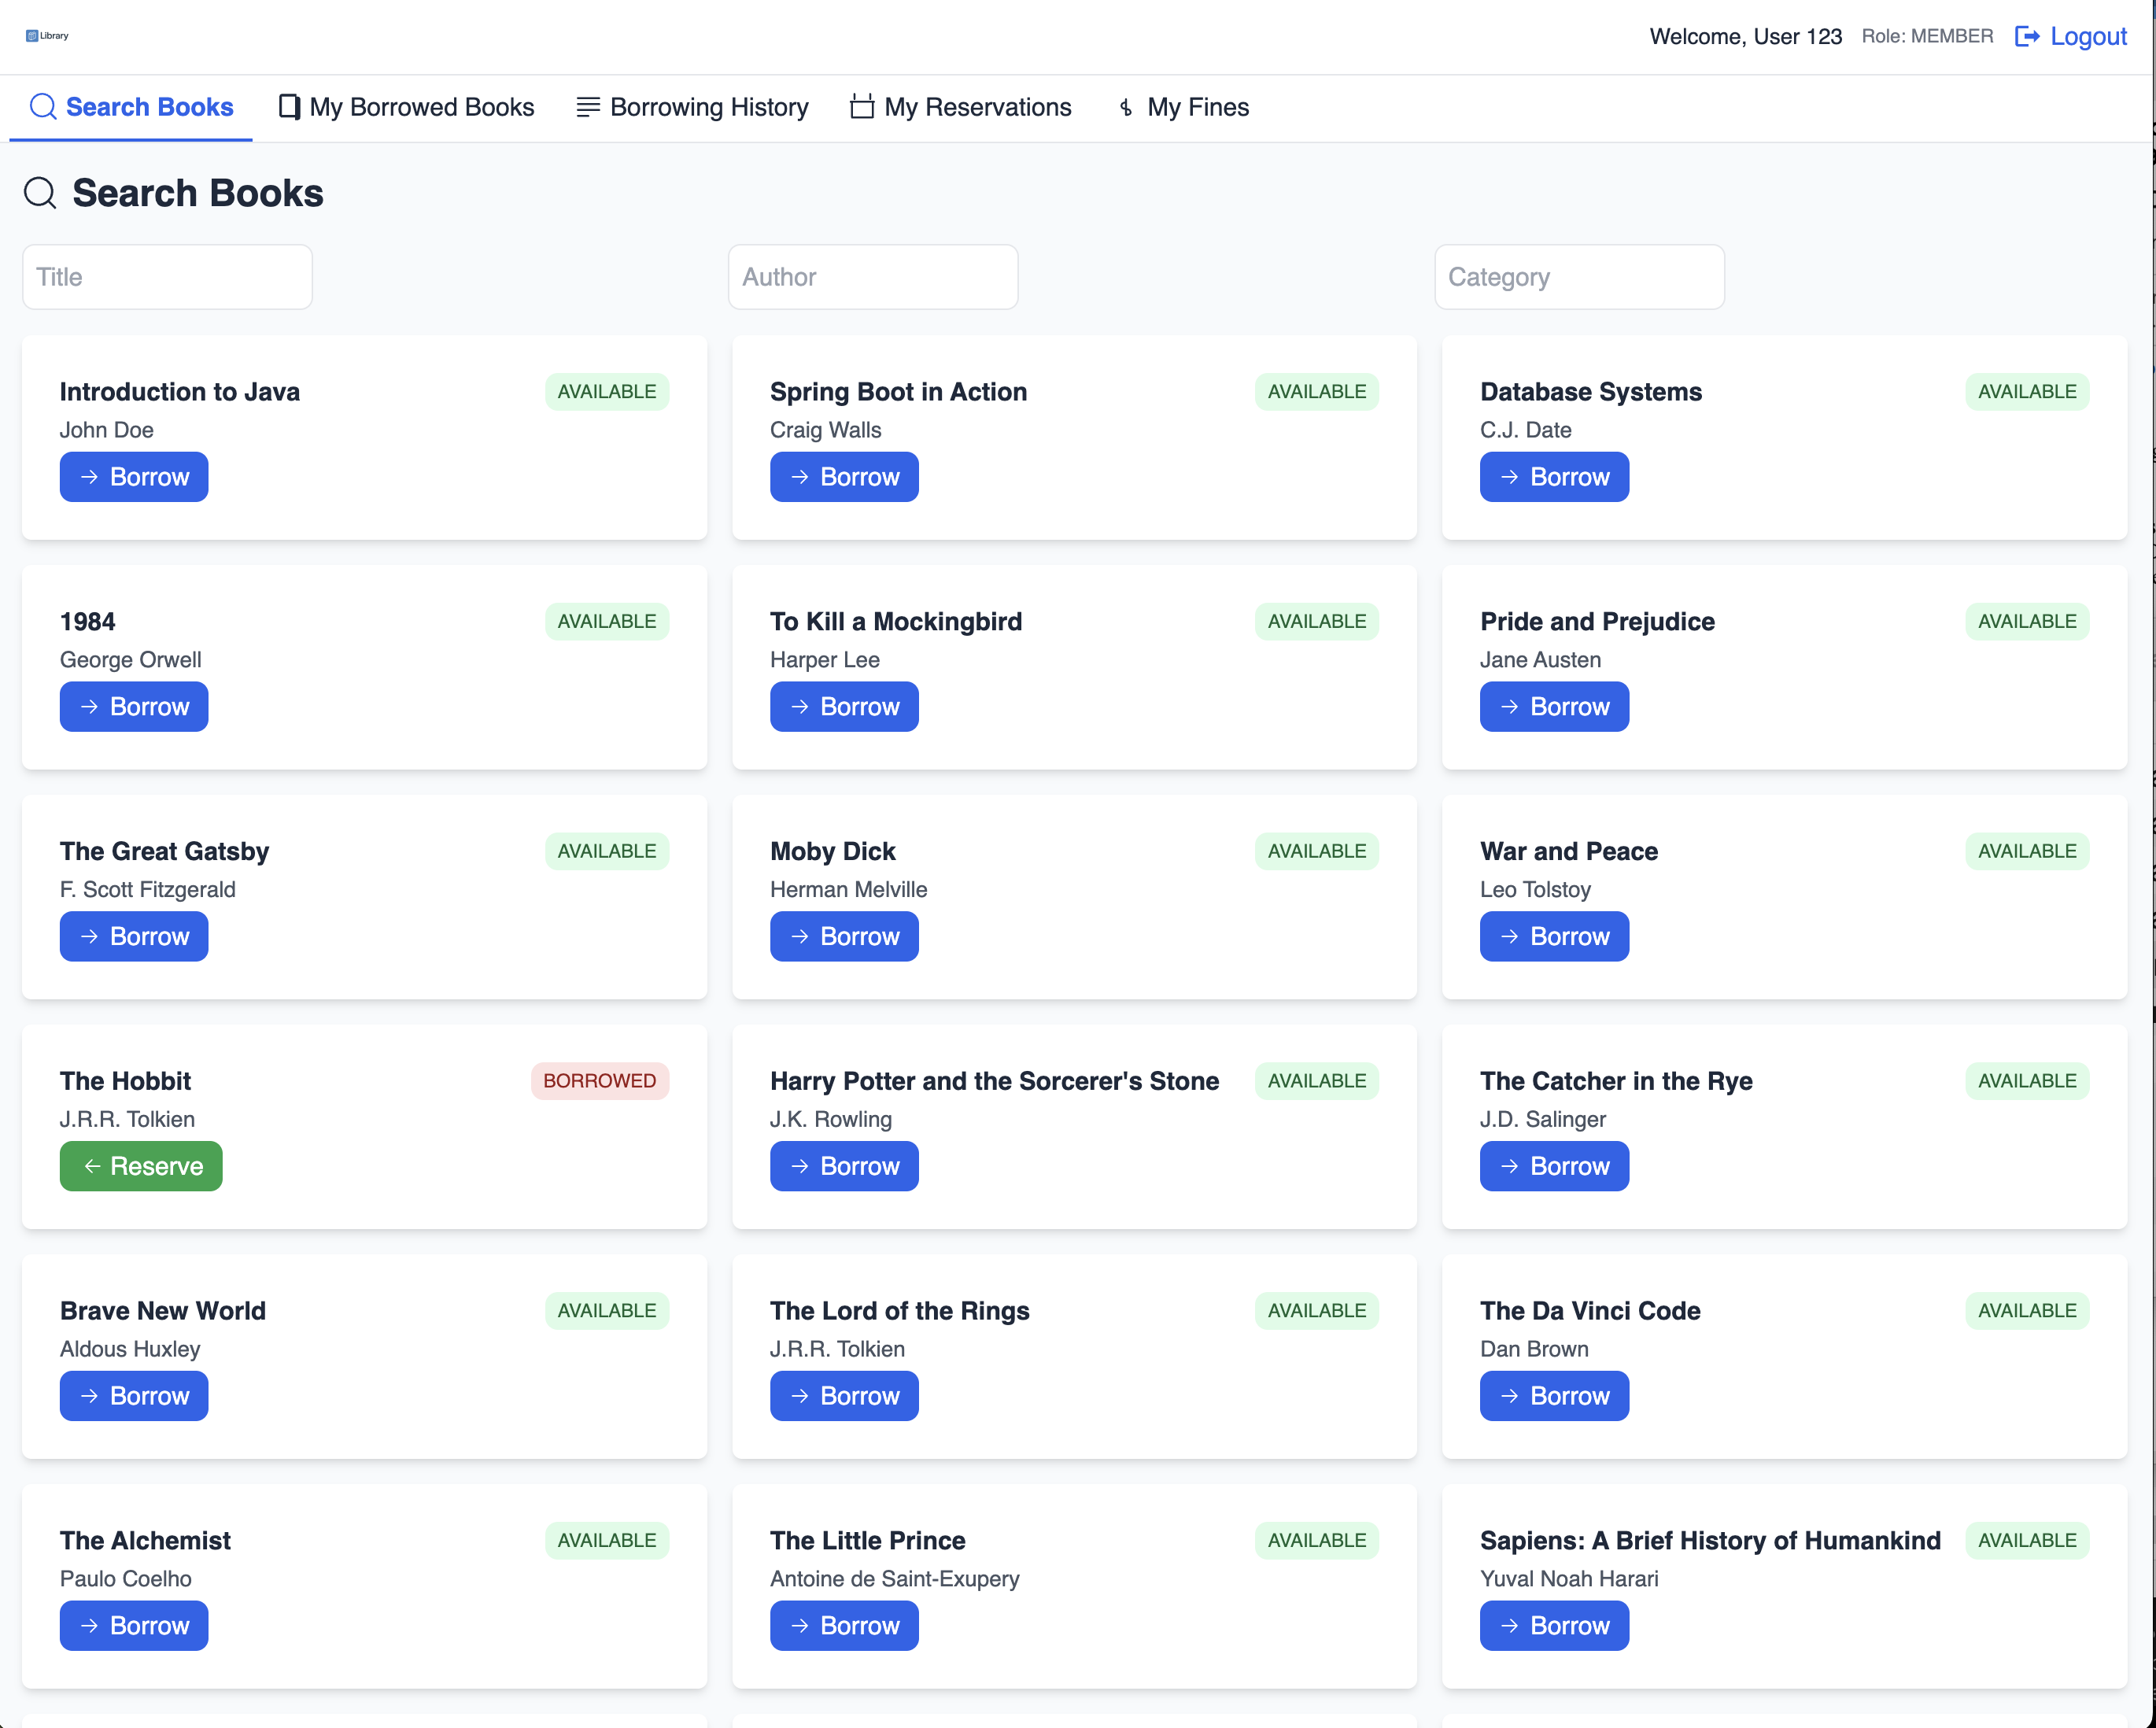 Library
Welcome, User 123 Role: MEMBER Logout
Search Books My Borrowed Books Borrowing History My Reservations My Fines
Search Books
Title Author Category
Introduction to Java AVAILABLE
John Doe
Borrow
Spring Boot in Action AVAILABLE
Craig Walls
Borrow
Database Systems AVAILABLE
C.J. Date
Borrow
1984 AVAILABLE
George Orwell
Borrow
To Kill a Mockingbird AVAILABLE
Harper Lee
Borrow
Pride and Prejudice AVAILABLE
Jane Austen
Borrow
The Great Gatsby AVAILABLE
F. Scott Fitzgerald
Borrow
Moby Dick AVAILABLE
Herman Melville
Borrow
War and Peace AVAILABLE
Leo Tolstoy
Borrow
The Hobbit BORROWED
J.R.R. Tolkien
Reserve
Harry Potter and the Sorcerer's Stone AVAILABLE
J.K. Rowling
Borrow
The Catcher in the Rye AVAILABLE
J.D. Salinger
Borrow
Brave New World AVAILABLE
Aldous Huxley
Borrow
The Lord of the Rings AVAILABLE
J.R.R. Tolkien
Borrow
The Da Vinci Code AVAILABLE
Dan Brown
Borrow
The Alchemist AVAILABLE
Paulo Coelho
Borrow
The Little Prince AVAILABLE
Antoine de Saint-Exupery
Borrow
Sapiens: A Brief History of Humankind AVAILABLE
Yuval Noah Harari
Borrow